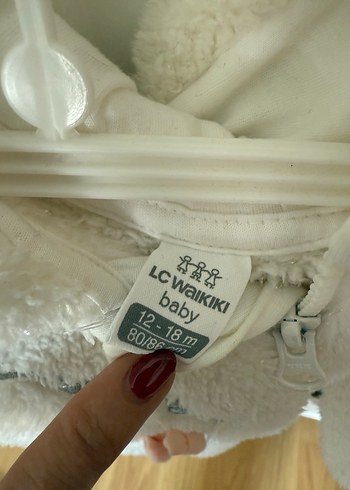 LC WAIKIKI
baby
12 - 18 m
80/86 cm